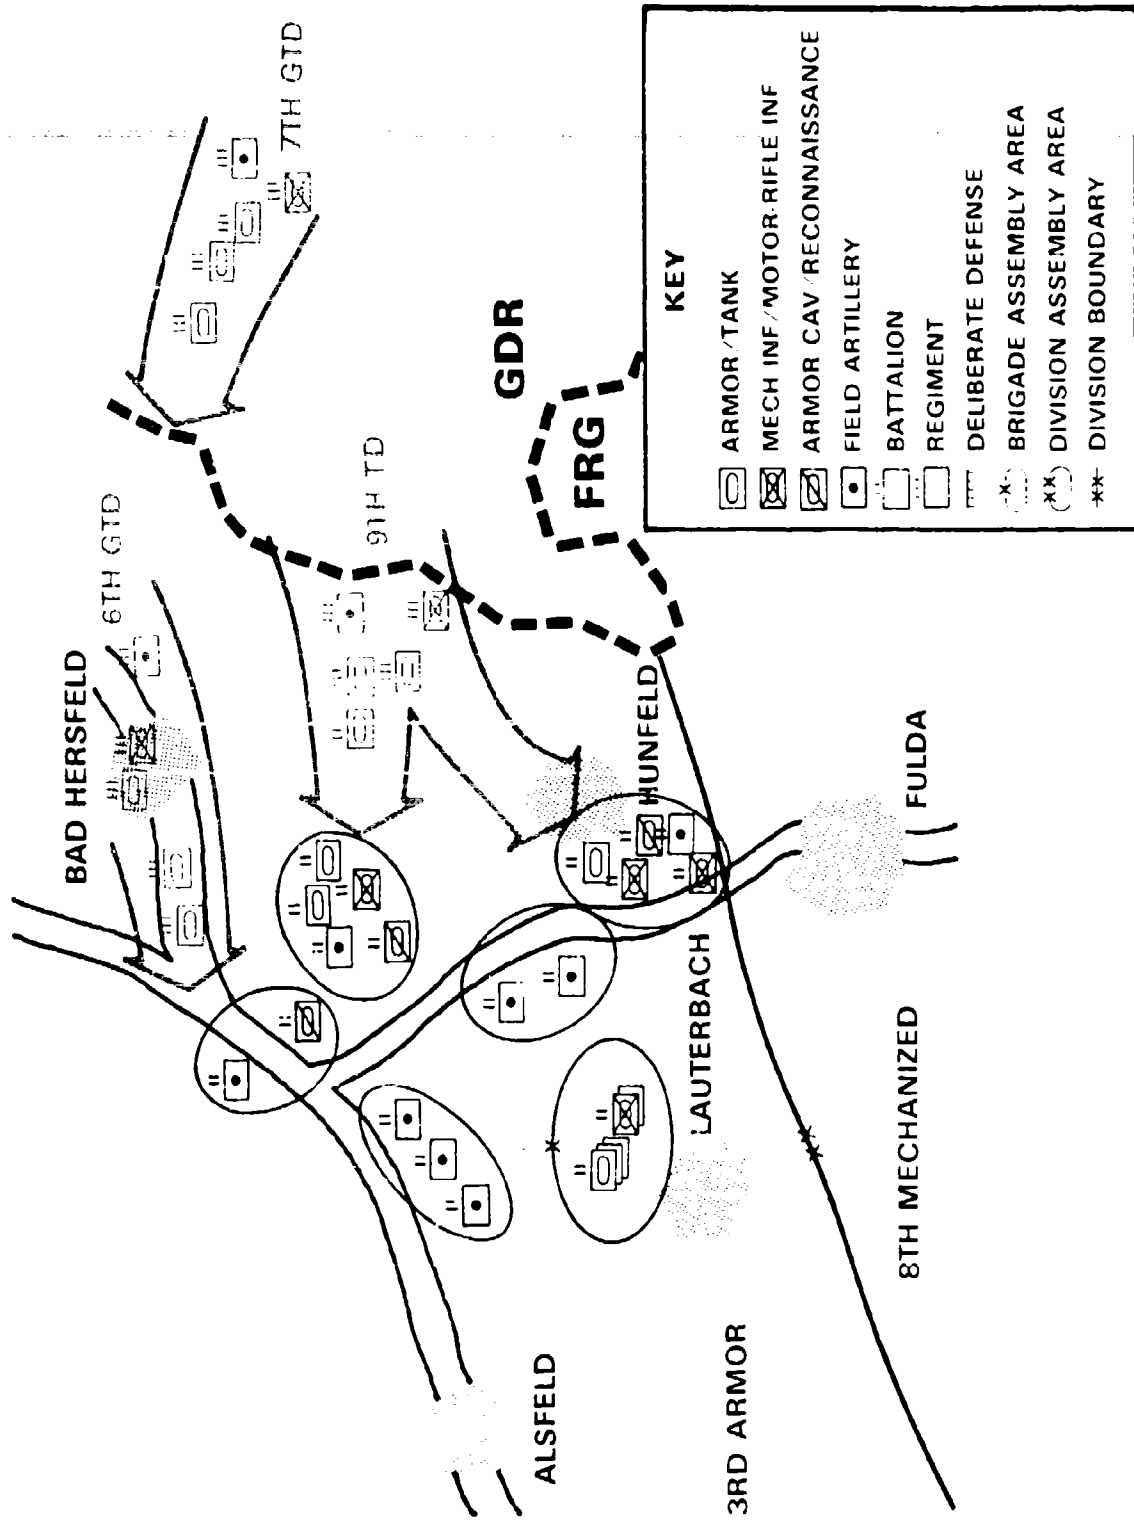 BAD HERSFELD
6TH GTD
7TH GTD
9TH TD
GDR
FRG
HUNFELD
FULDA
LAUTERBACH
ALSFELD
3RD ARMOR
8TH MECHANIZED
KEY
ARMOR/TANK
MECH INF/MOTOR-RIFLE INF
ARMOR CAV/RECONNAISSANCE
FIELD ARTILLERY
BATTALION
REGIMENT
DELIBERATE DEFENSE
BRIGADE ASSEMBLY AREA
DIVISION ASSEMBLY AREA
DIVISION BOUNDARY